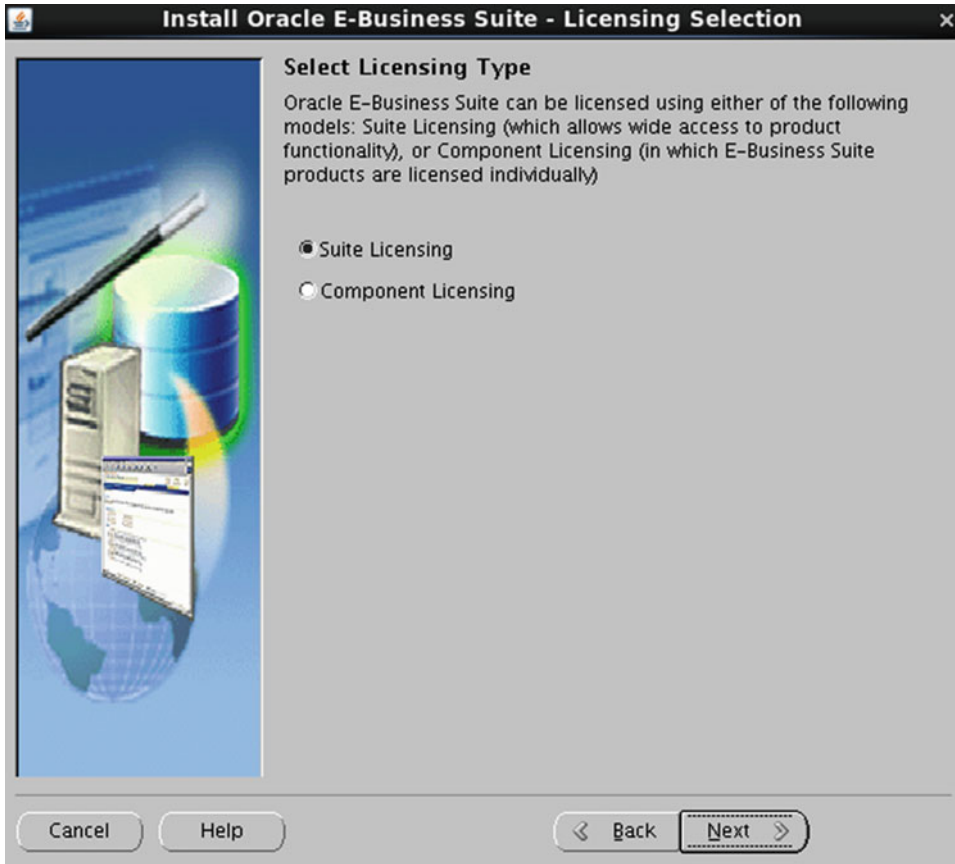 Install Oracle E-Business Suite - Licensing Selection
Select Licensing Type
Oracle E-Business Suite can be licensed using either of the following
models: Suite Licensing (which allows wide access to product
functionality), or Component Licensing (in which E-Business Suite
products are licensed individually)
Suite Licensing
Component Licensing
Cancel Help Back Next